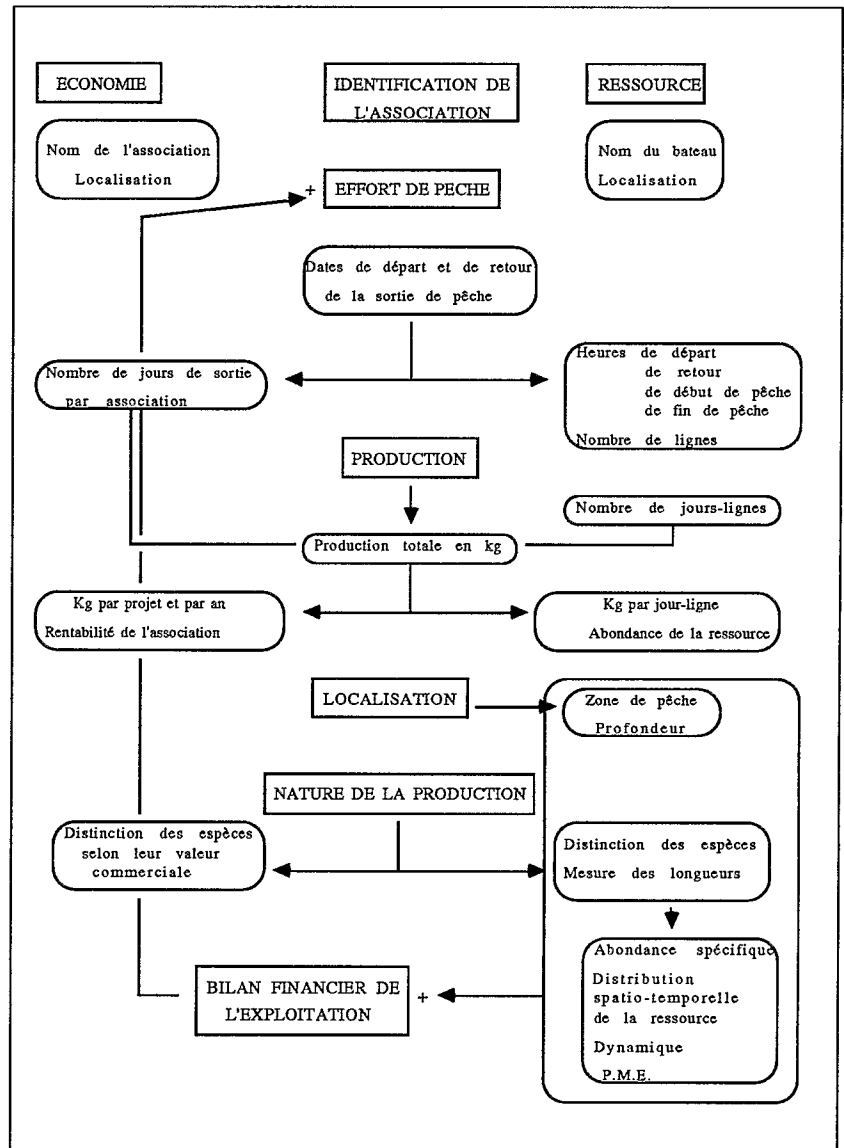 ECONOMIE
IDENTIFICATION DE
L'ASSOCIATION
RESSOURCE
Nom de l'association
Localisation
Nom du bateau
Localisation
+ EFFORT DE PECHE
Dates de départ et de retour
de la sortie de pêche
Nombre de jours de sortie
par association
Heures de départ
de retour
de début de pêche
de fin de pêche
Nombre de lignes
PRODUCTION
Nombre de jours-lignes
Production totale en kg
Kg par projet et par an
Rentabilité de l'association
Kg par jour-ligne
Abondance de la ressource
LOCALISATION
Zone de pêche
Profondeur
NATURE DE LA PRODUCTION
Distinction des espèces
selon leur valeur
commerciale
Distinction des espèces
Mesure des longueurs
Abondance spécifique
Distribution
spatio-temporelle
de la ressource
Dynamique
P.M.E.
BILAN FINANCIER DE
L'EXPLOITATION
+